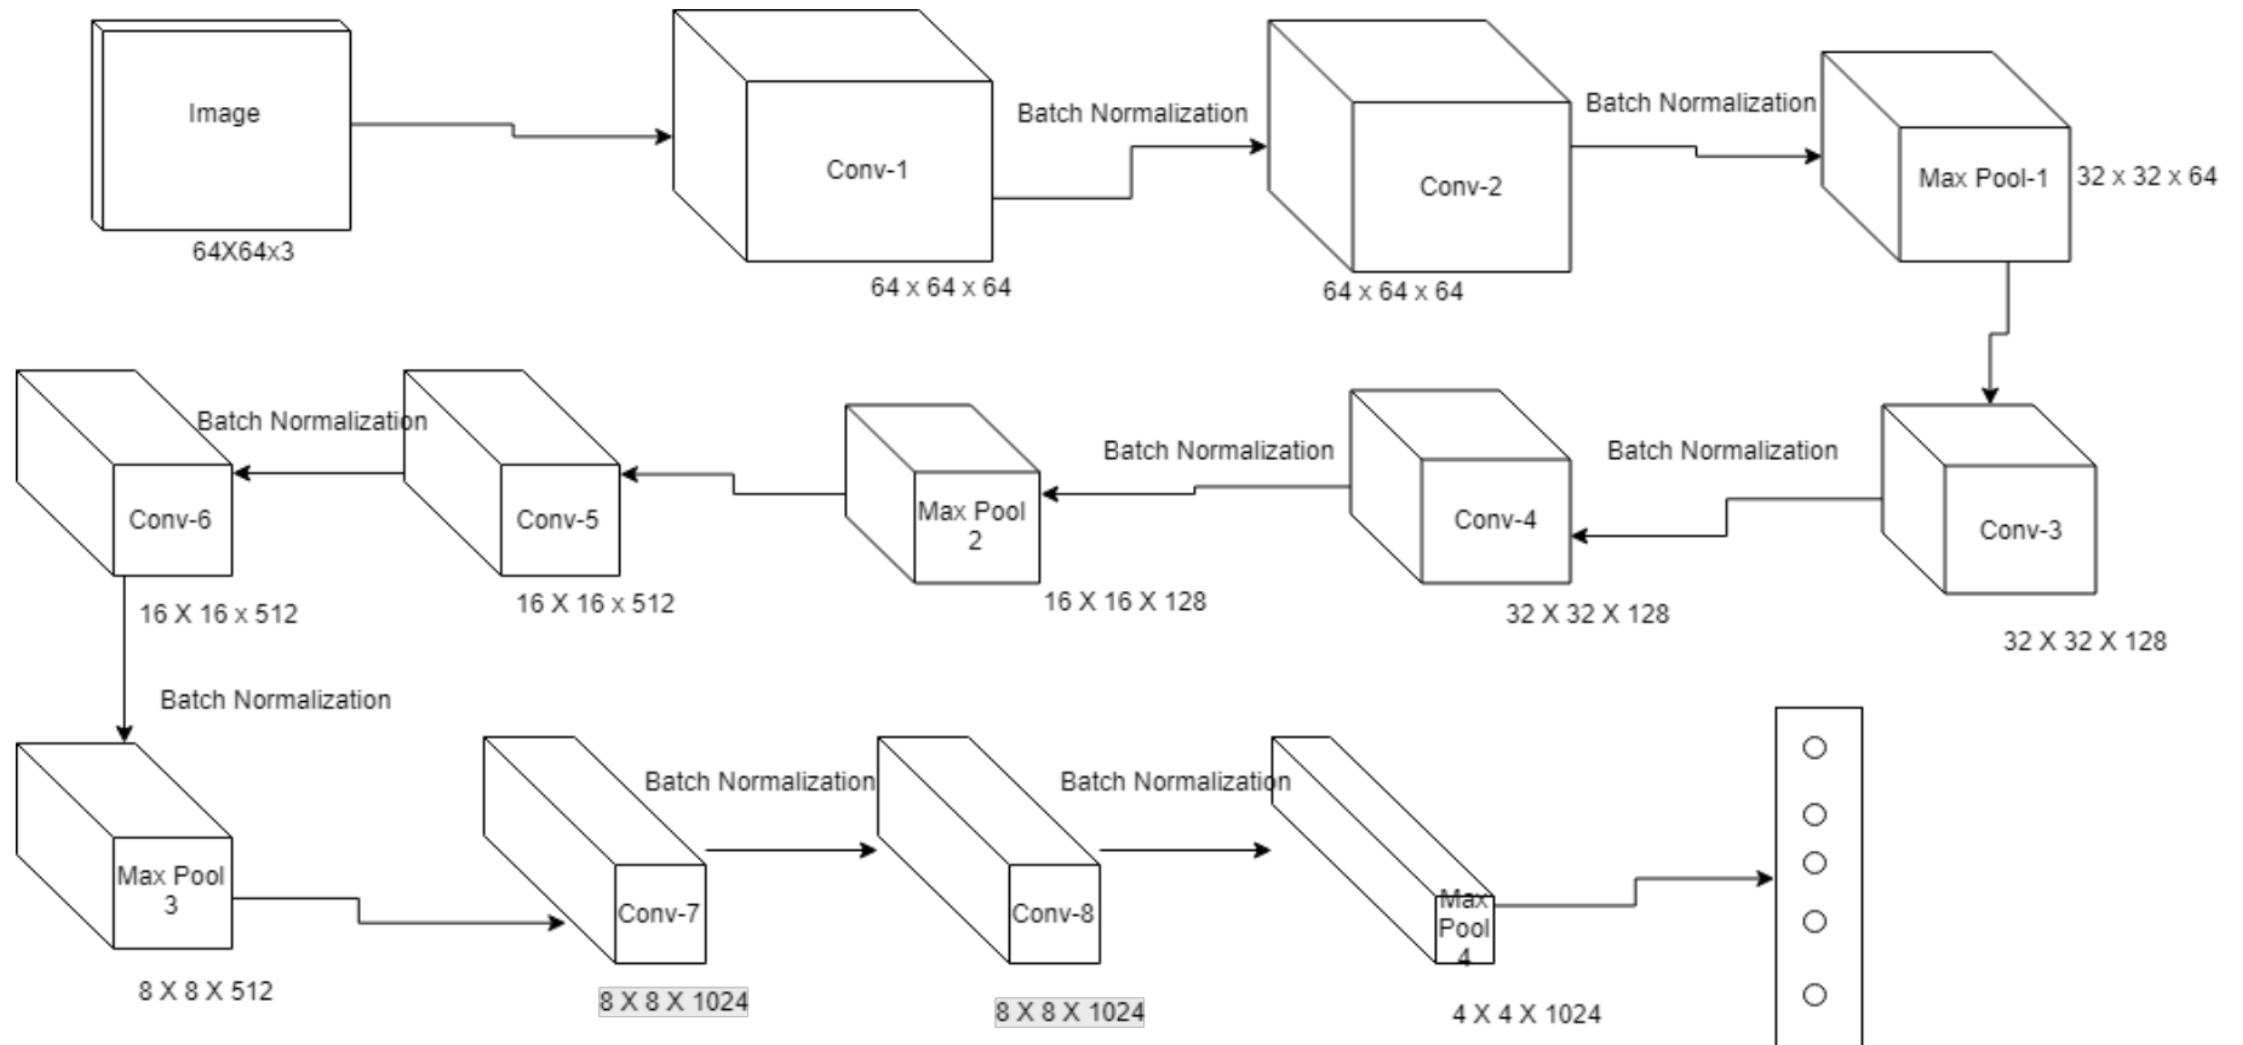 Image
64X64x3
Conv-1
64 x 64 x 64
Batch Normalization
Conv-2
64 x 64 x 64
Batch Normalization
Max Pool-1
32 x 32 x 64
Conv-3
32 X 32 X 128
Batch Normalization
Conv-4
32 X 32 X 128
Batch Normalization
Max Pool
2
16 X 16 X 128
Conv-5
16 X 16 x 512
Batch Normalization
Conv-6
16 X 16 x 512
Batch Normalization
Max Pool
3
8 X 8 X 512
Conv-7
8 X 8 X 1024
Batch Normalization
Conv-8
8 X 8 X 1024
Batch Normalization
Max
Pool
4
4 X 4 X 1024